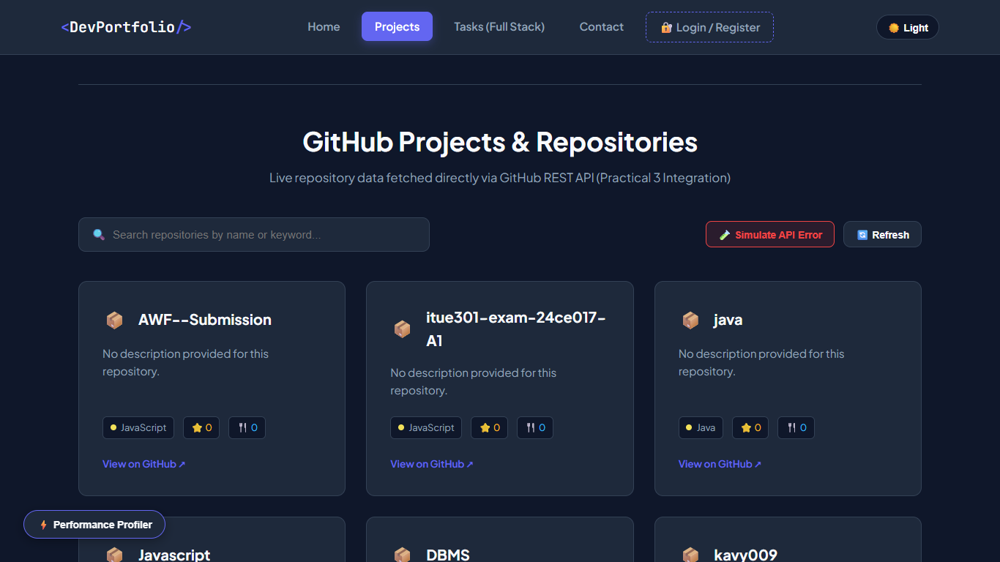 <DevPortfolio/>
Home
Projects
Tasks (Full Stack)
Contact
Login / Register
Light
GitHub Projects & Repositories
Live repository data fetched directly via GitHub REST API (Practical 3 Integration)
Search repositories by name or keyword...
Simulate API Error
Refresh
AWF--Submission
No description provided for this
repository.
JavaScript
0
0
View on GitHub ↗
itue301-exam-24ce017-
A1
No description provided for this
repository.
JavaScript
0
0
View on GitHub ↗
java
No description provided for this
repository.
Java
0
0
View on GitHub ↗
Performance Profiler
Javascript
DBMS
kavy009